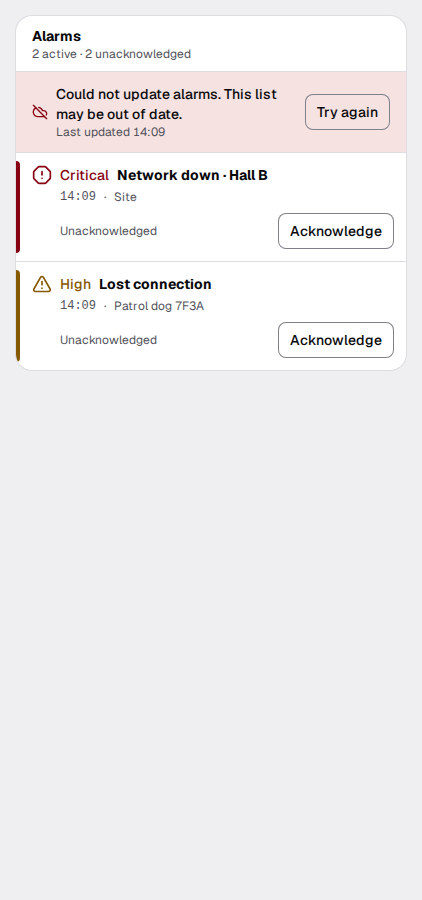 Alarms
2 active · 2 unacknowledged
Could not update alarms. This list
may be out of date.
Last updated 14:09
Try again
Critical Network down · Hall B
14:09 · Site
Unacknowledged
Acknowledge
High Lost connection
14:09 · Patrol dog 7F3A
Unacknowledged
Acknowledge